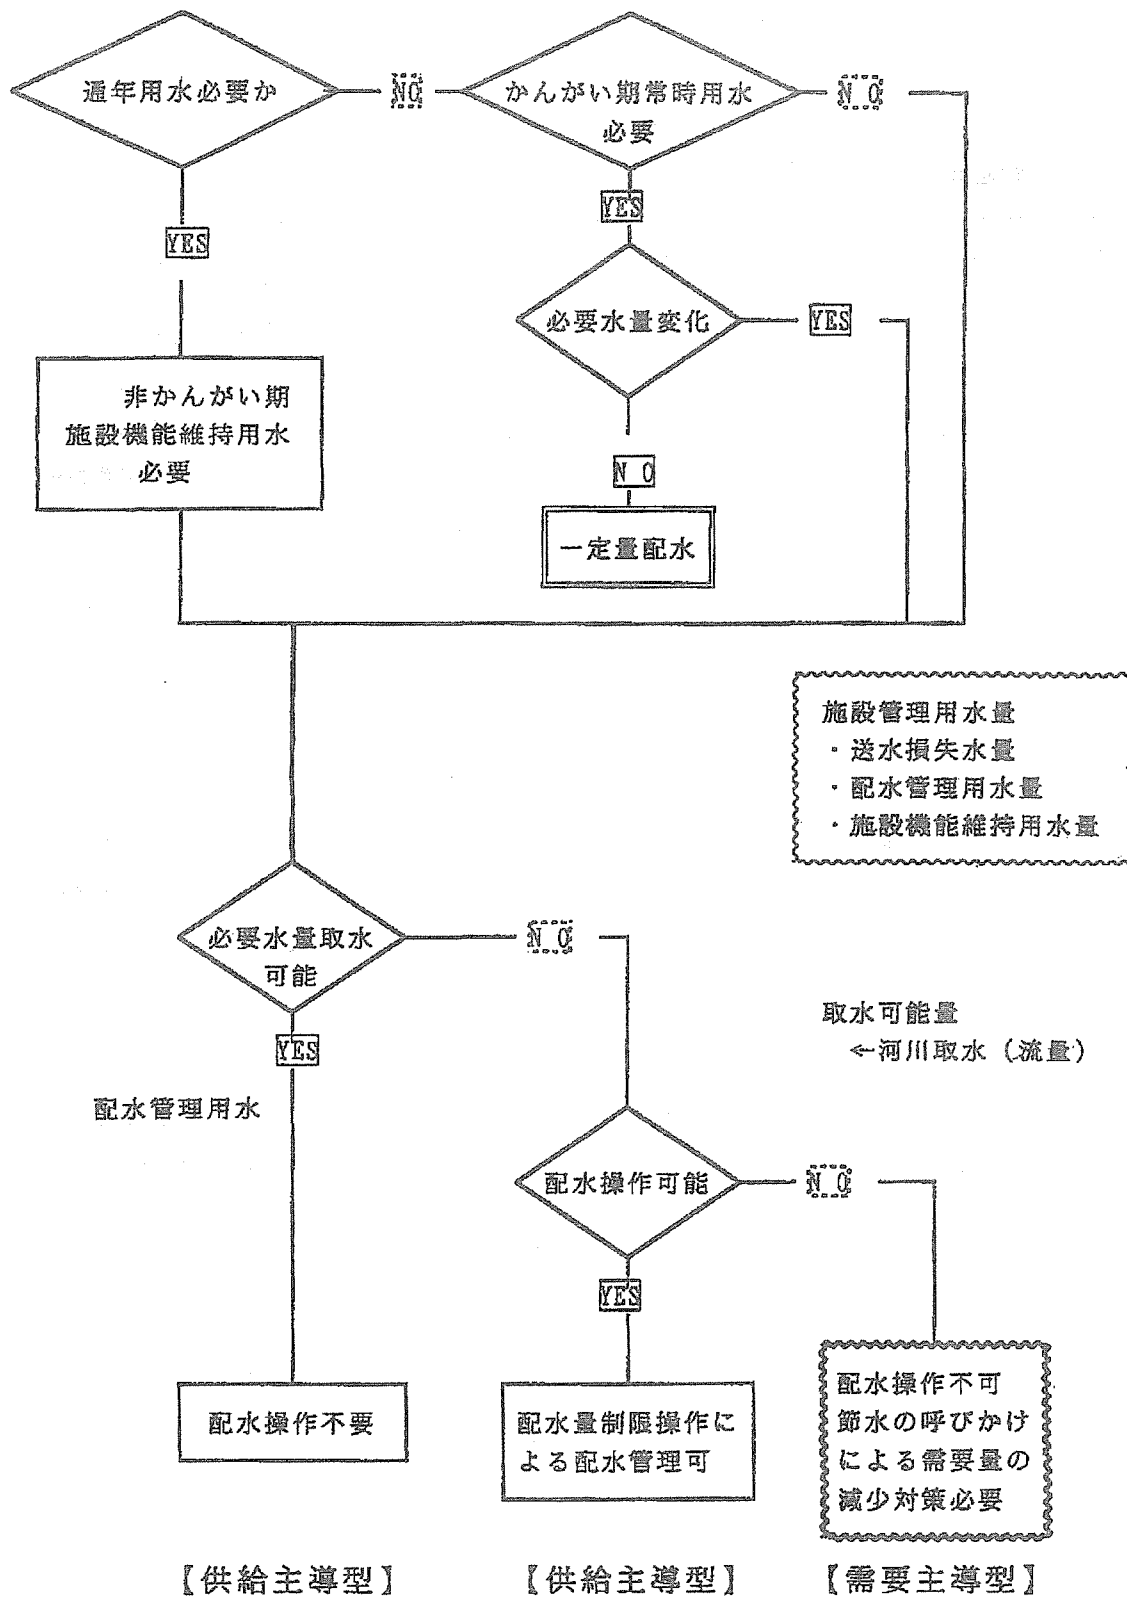 通年用水必要か
NO
かんがい期常時用水
必要
NO
YES
YES
必要水量変化
YES
非かんがい期
施設機能維持用水
必要
NO
一定量配水
施設管理用水量
・送水損失水量
・配水管理用水量
・施設機能維持用水量
必要水量取水
可能
NO
YES
取水可能量
←河川取水(流量)
配水管理用水
配水操作可能
NO
YES
配水操作不要
配水量制限操作に
よる配水管理可
配水操作不可
節水の呼びかけ
による需要量の
減少対策必要
【供給主導型】
【供給主導型】
【需要主導型】